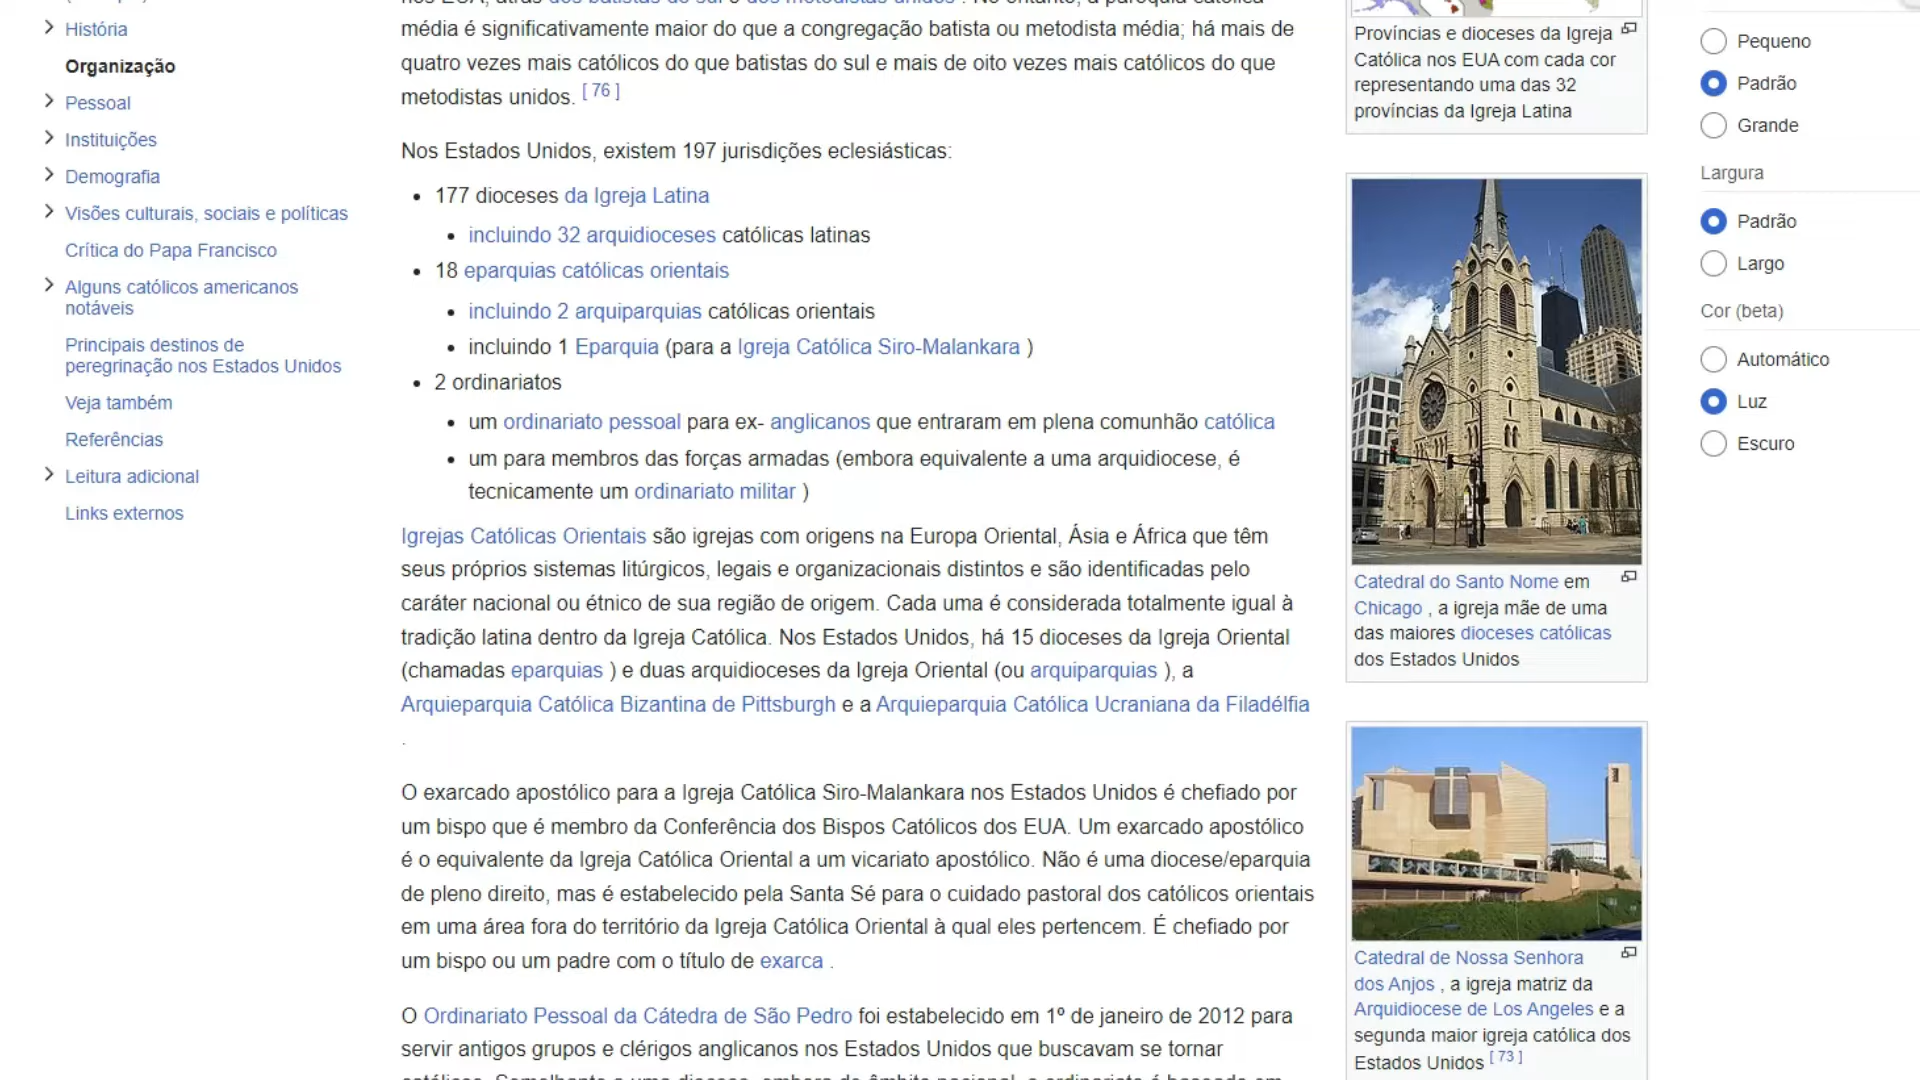 História
Organização
Pessoal
Instituições
Demografia
Visões culturais, sociais e políticas
Crítica do Papa Francisco
Alguns católicos americanos
notáveis
Principais destinos de
peregrinação nos Estados Unidos
Veja também
Referências
Leitura adicional
Links externos
média é significativamente maior do que a congregação batista ou metodista média; há mais de
quatro vezes mais católicos do que batistas do sul e mais de oito vezes mais católicos do que
metodistas unidos. [ 76 ]
Nos Estados Unidos, existem 197 jurisdições eclesiásticas:
177 dioceses da Igreja Latina
incluindo 32 arquidioceses católicas latinas
18 eparquias católicas orientais
incluindo 2 arquiparquias católicas orientais
incluindo 1 Eparquia (para a Igreja Católica Siro-Malankara )
2 ordinariatos
um ordinariato pessoal para ex- anglicanos que entraram em plena comunhão católica
um para membros das forças armadas (embora equivalente a uma arquidiocese, é
tecnicamente um ordinariato militar )
Igrejas Católicas Orientais são igrejas com origens na Europa Oriental, Ásia e África que têm
seus próprios sistemas litúrgicos, legais e organizacionais distintos e são identificadas pelo
caráter nacional ou étnico de sua região de origem. Cada uma é considerada totalmente igual à
tradição latina dentro da Igreja Católica. Nos Estados Unidos, há 15 dioceses da Igreja Oriental
(chamadas eparquias ) e duas arquidioceses da Igreja Oriental (ou arquiparquias ), a
Arquieparquia Católica Bizantina de Pittsburgh e a Arquieparquia Católica Ucraniana da Filadélfia
.
O exarcado apostólico para a Igreja Católica Siro-Malankara nos Estados Unidos é chefiado por
um bispo que é membro da Conferência dos Bispos Católicos dos EUA. Um exarcado apostólico
é o equivalente da Igreja Católica Oriental a um vicariato apostólico. Não é uma diocese/eparquia
de pleno direito, mas é estabelecido pela Santa Sé para o cuidado pastoral dos católicos orientais
em uma área fora do território da Igreja Católica Oriental à qual eles pertencem. É chefiado por
um bispo ou um padre com o título de exarca .
O Ordinariato Pessoal da Cátedra de São Pedro foi estabelecido em 1º de janeiro de 2012 para
servir antigos grupos e clérigos anglicanos nos Estados Unidos que buscavam se tornar
Províncias e dioceses da Igreja
Católica nos EUA com cada cor
representando uma das 32
províncias da Igreja Latina
Catedral do Santo Nome em
Chicago , a igreja mãe de uma
das maiores dioceses católicas
dos Estados Unidos
Catedral de Nossa Senhora
dos Anjos , a igreja matriz da
Arquidiocese de Los Angeles e a
segunda maior igreja católica dos
Estados Unidos [ 73 ]
Pequeno
Padrão
Grande
Largura
Padrão
Largo
Cor (beta)
Automático
Luz
Escuro